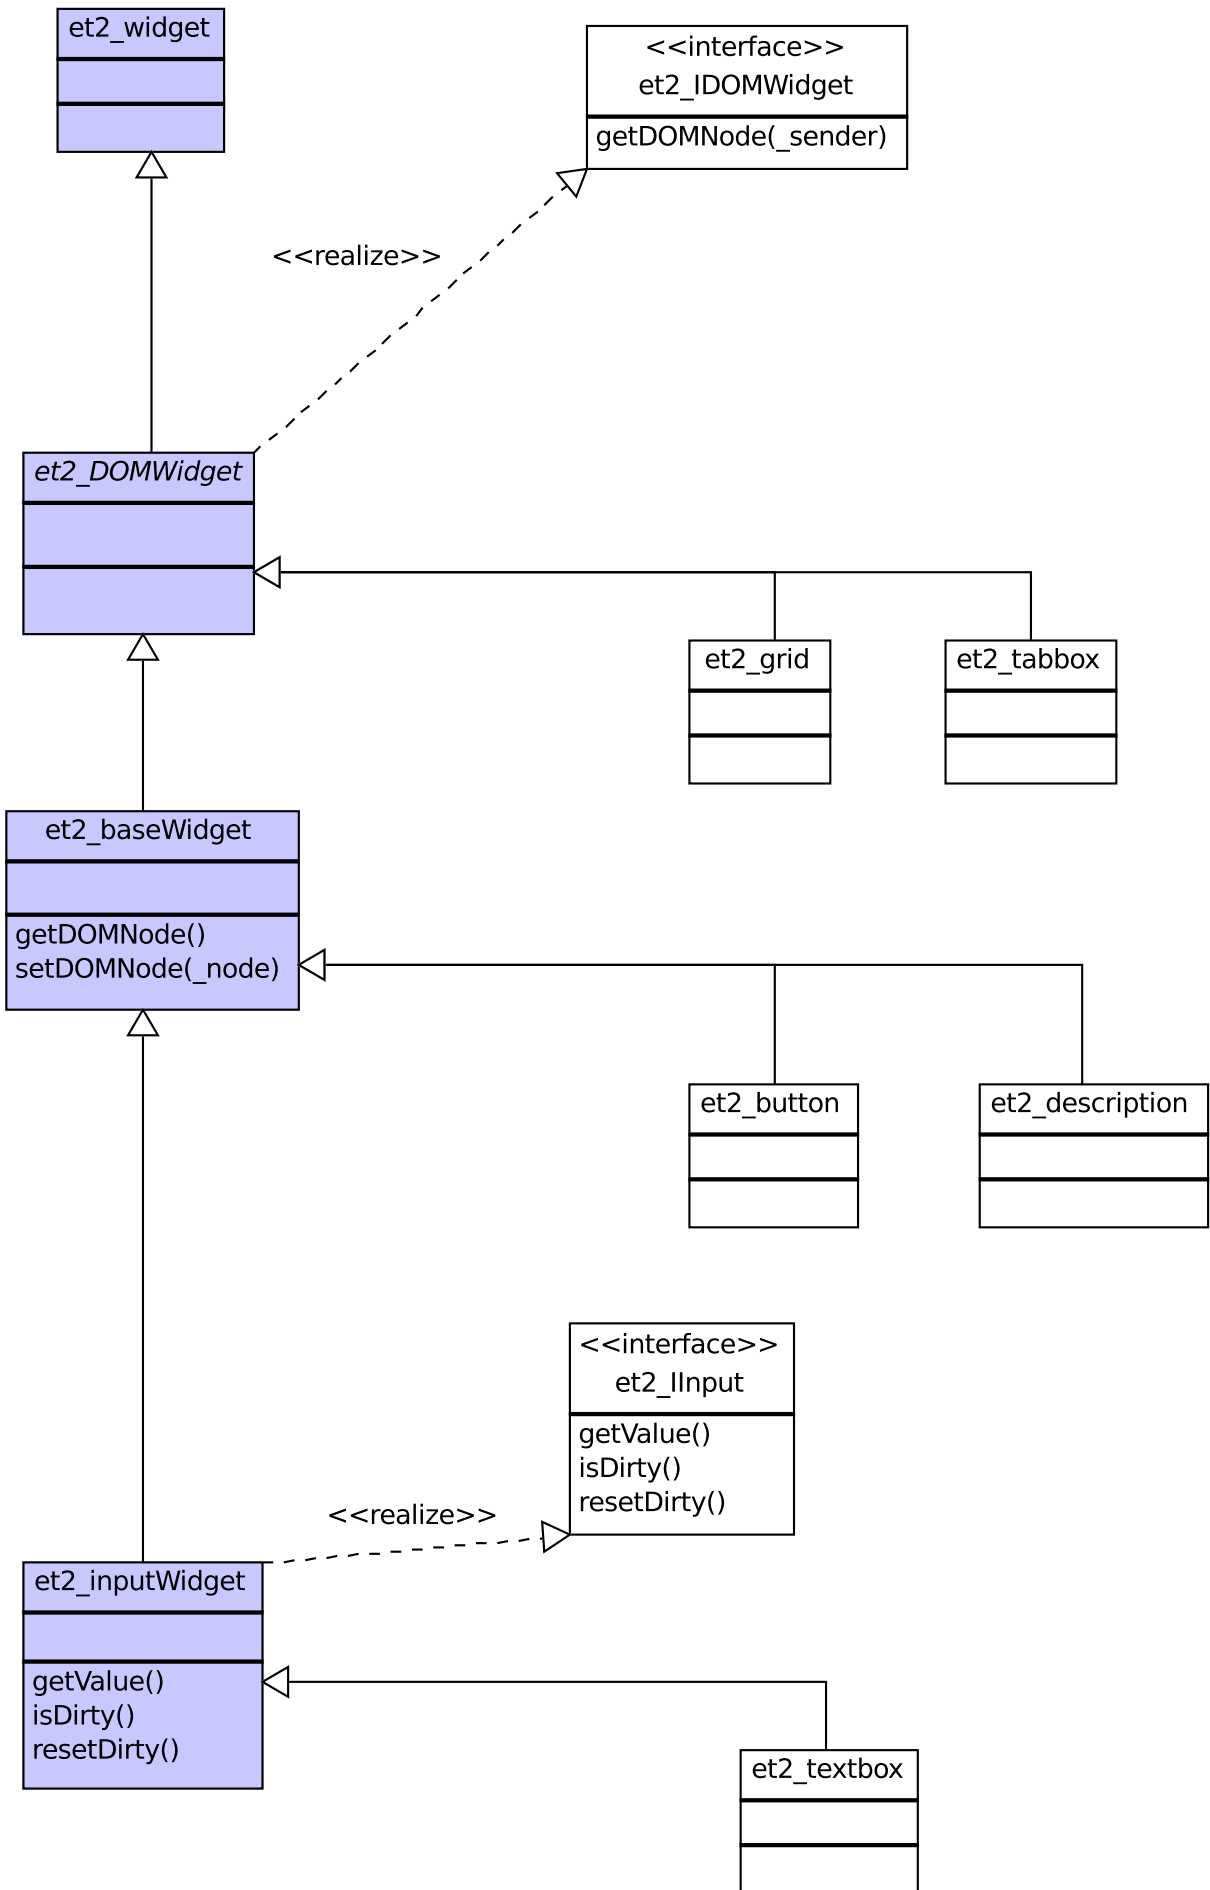 et2_widget
<<interface>>
et2_IDOMWidget
getDOMNode(_sender)
<<realize>>
et2_DOMWidget
et2_grid
et2_tabbox
et2_baseWidget
getDOMNode()
setDOMNode(_node)
et2_button
et2_description
<<interface>>
et2_IInput
getValue()
isDirty()
resetDirty()
<<realize>>
et2_inputWidget
getValue()
isDirty()
resetDirty()
et2_textbox